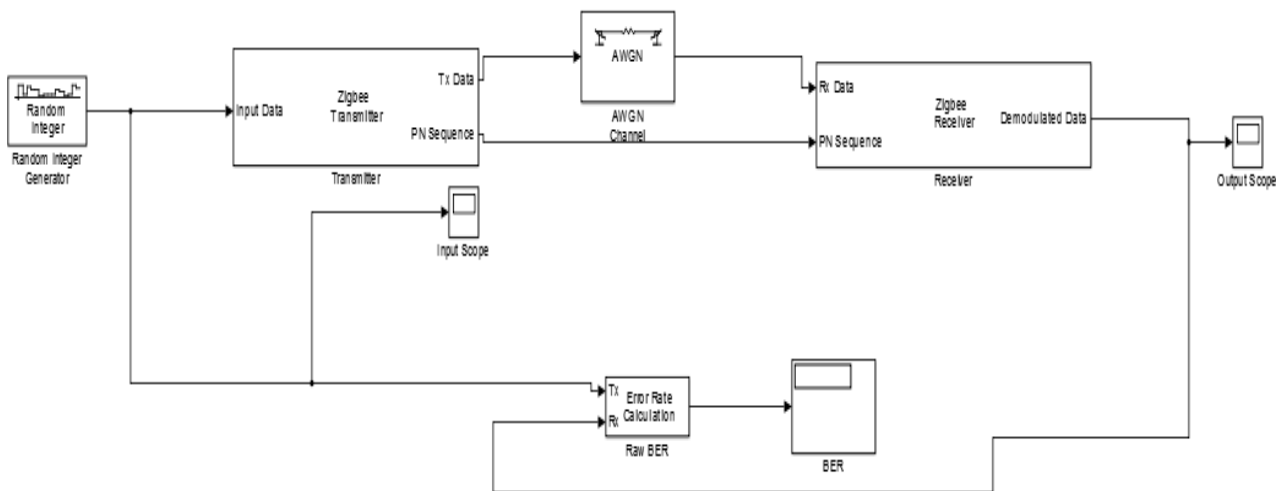 Random
Integer
Random Integer
Generator
Input Data
Zigbee
Transmitter
Tx Data
PN Sequence
Transmitter
AWGN
AWGN
Channel
Rx Data
PN Sequence
Zigbee
Receiver
Demodulated Data
Receiver
Output Scope
Input Scope
Tx
Rx
Error Rate
Calculation
Raw BER
BER